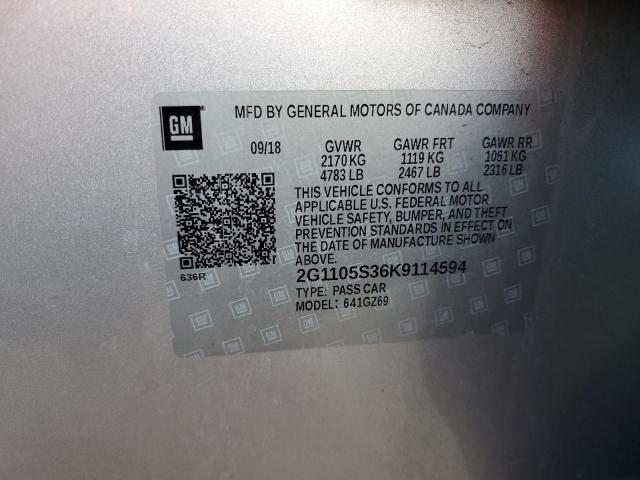 GM
MFD BY GENERAL MOTORS OF CANADA COMPANY
09/18 GVWR GAWR FRT GAWR RR
2170 KG 1119 KG 1051 KG
4783 LB 2467 LB 2316 LB
THIS VEHICLE CONFORMS TO ALL
APPLICABLE U.S. FEDERAL MOTOR
VEHICLE SAFETY, BUMPER, AND THEFT
PREVENTION STANDARDS IN EFFECT ON
THE DATE OF MANUFACTURE SHOWN
ABOVE.
636R
2G1105S36K9114594
TYPE: PASS CAR
MODEL: 641GZ69